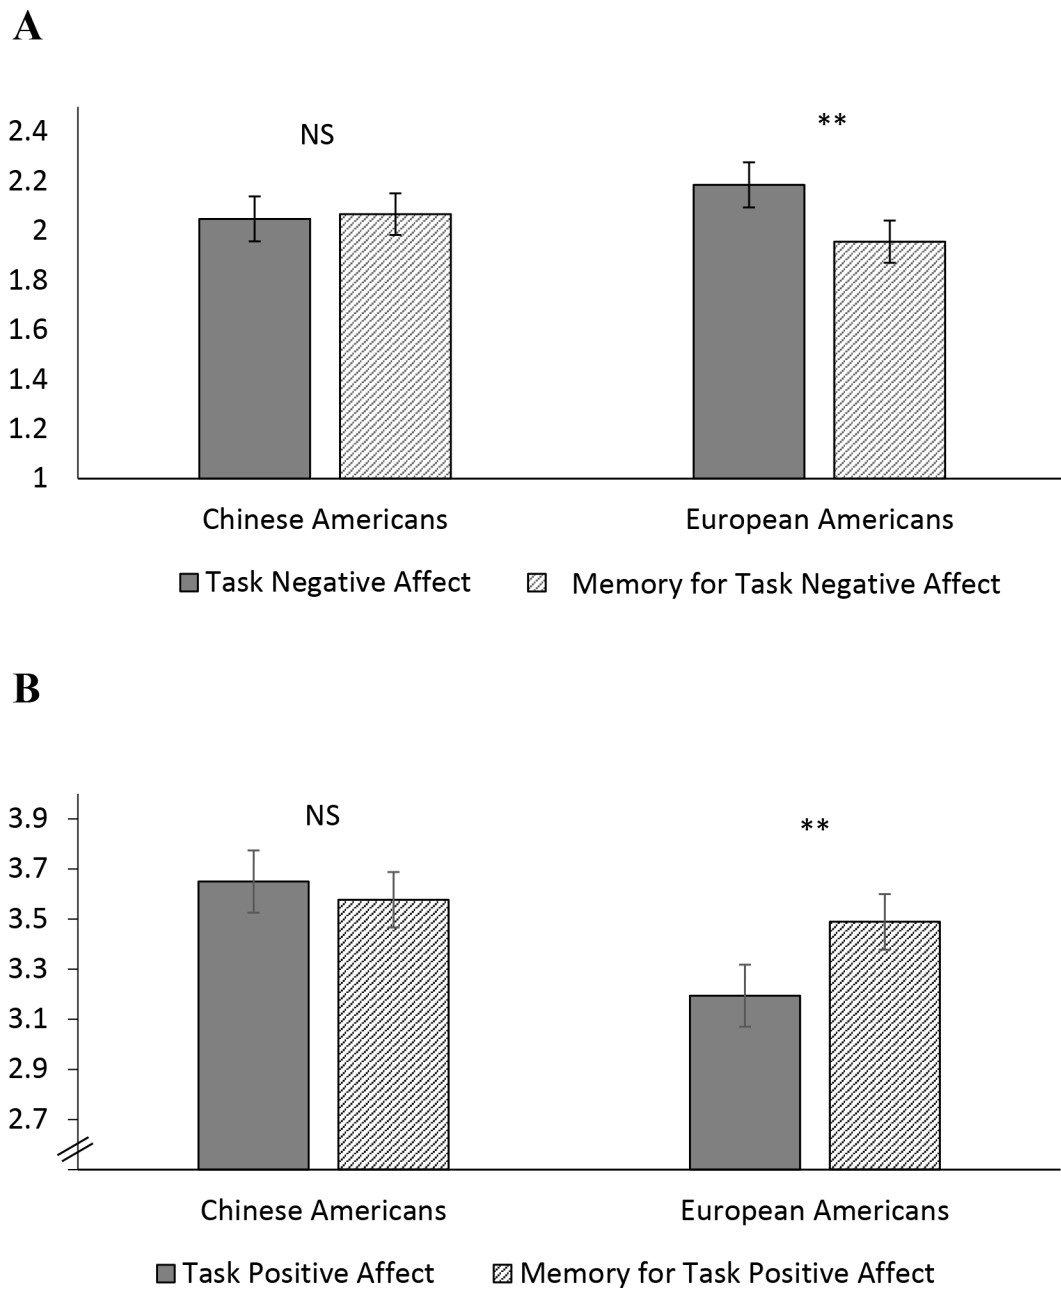 A
NS
**
2.4
2.2
2
1.8
1.6
1.4
1.2
1
Chinese Americans European Americans
Task Negative Affect Memory for Task Negative Affect
B
NS
**
3.9
3.7
3.5
3.3
3.1
2.9
2.7
Chinese Americans European Americans
Task Positive Affect Memory for Task Positive Affect